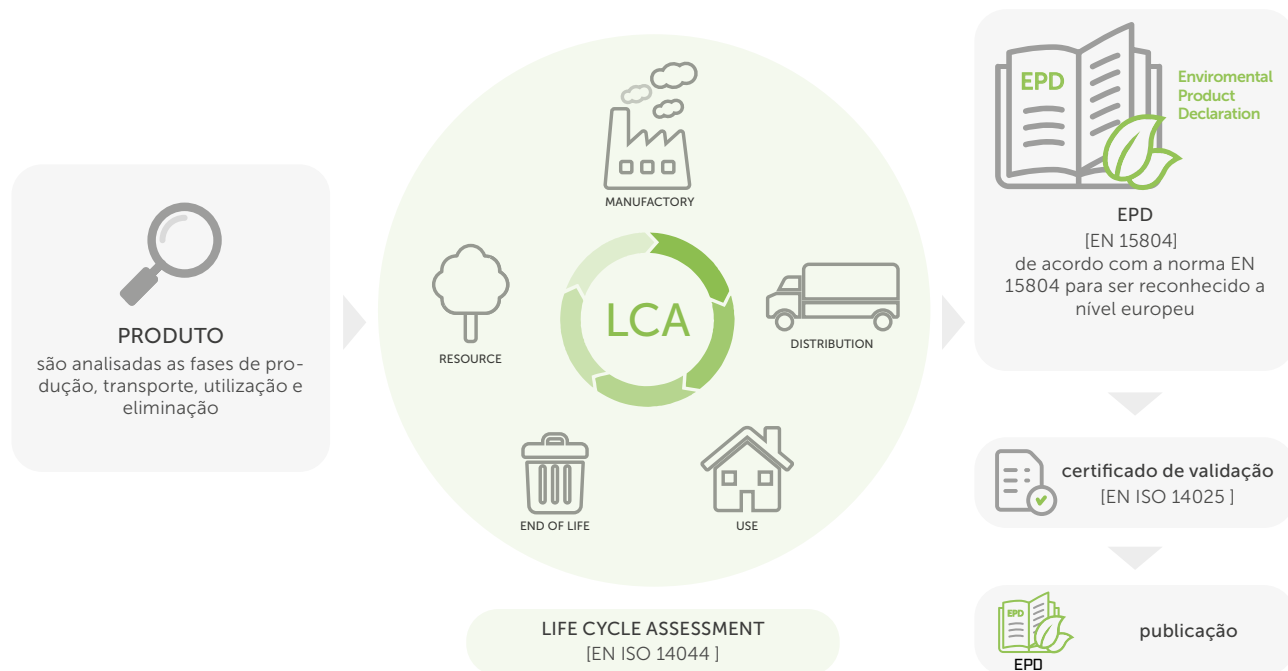 PRODUTO
são analisadas as fases de pro-
dução, transporte, utilização e
eliminação
MANUFACTORY
RESOURCE
LCA
DISTRIBUTION
END OF LIFE
USE
LIFE CYCLE ASSESSMENT
[EN ISO 14044 ]
EPD
Enviromental
Product
Declaration
EPD
[EN 15804]
de acordo com a norma EN
15804 para ser reconhecido a
nível europeu
certificado de validação
[EN ISO 14025 ]
EPD
EPD
publicação